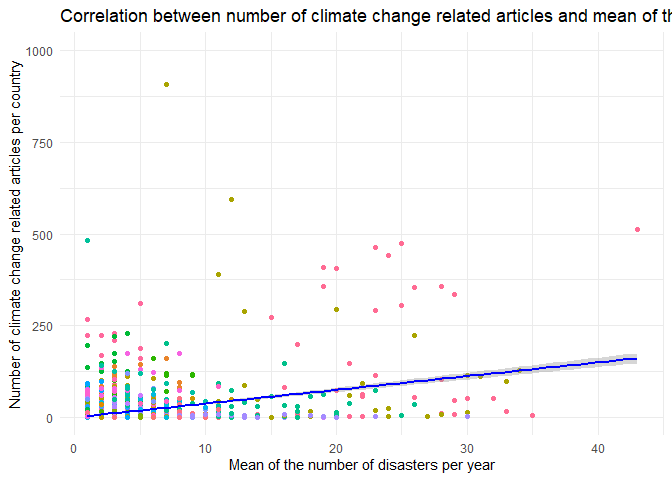 Correlation between number of climate change related articles and mean of th
Number of climate change related articles per country
1000
750
500
250
0
0 10 20 30 40
Mean of the number of disasters per year